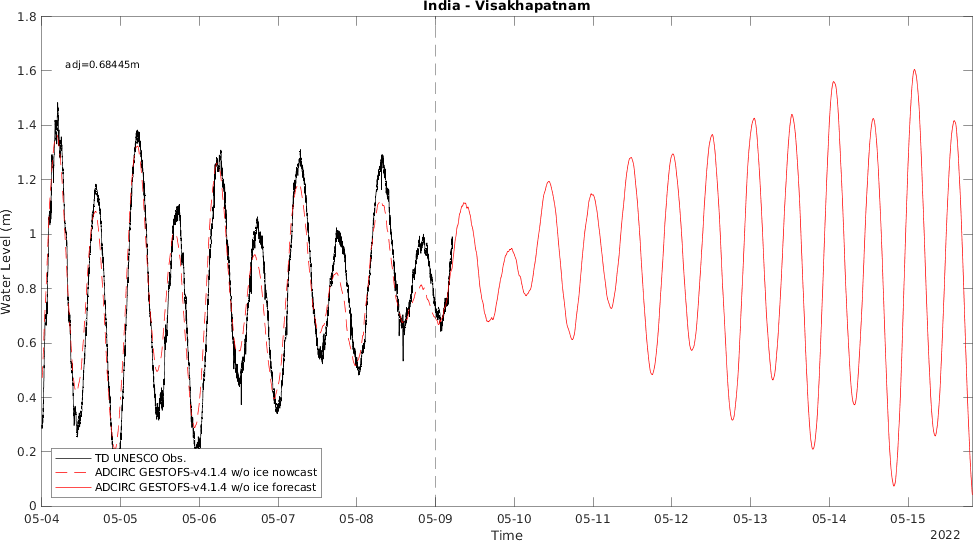 India - Visakhapatnam
1.8
1.6
1.4
1.2
1
0.8
0.6
0.4
0.2
0
Water Level (m)
adj=0.68445m
TD UNESCO Obs.
ADCIRC GESTOFS-v4.1.4 w/o ice nowcast
ADCIRC GESTOFS-v4.1.4 w/o ice forecast
05-04 05-05 05-06 05-07 05-08 05-09 05-10 05-11 05-12 05-13 05-14 05-15
2022
Time